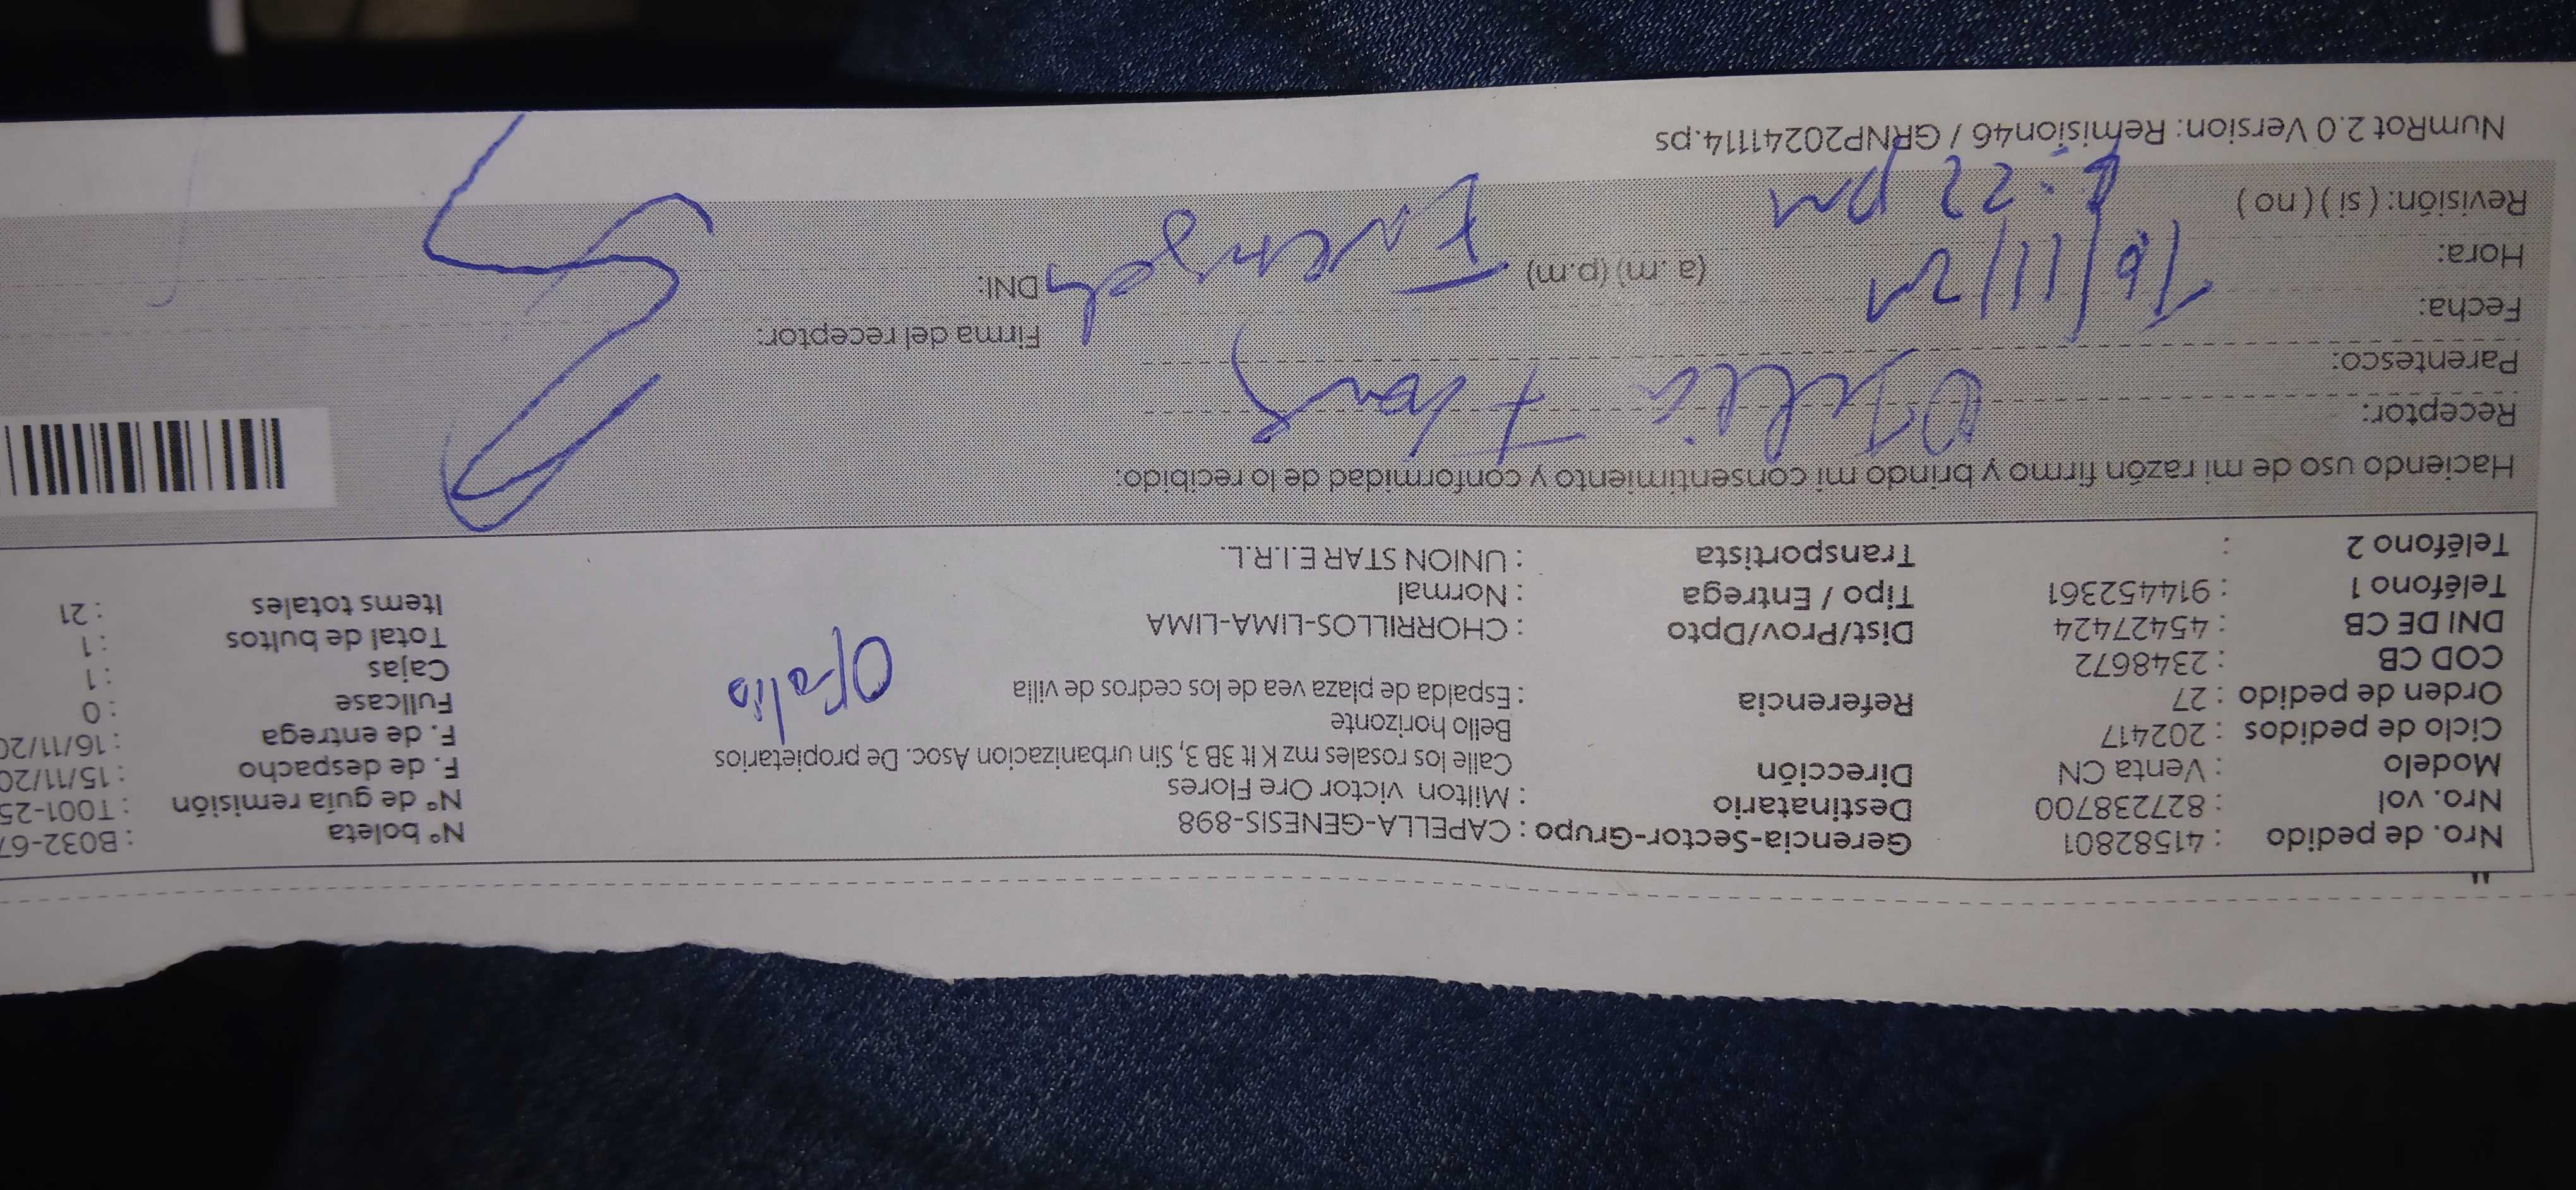 Nro. de pedido : 41582801 Gerencia-Sector-Grupo : CAPELLA-GENESIS-898 N° boleta : B032-67
Nro. vol : 827238700 Destinatario : Milton victor Ore Flores N° de guía remisión : T001-25
Modelo : Venta CN Dirección Calle los rosales mz K lt 3B 3, Sin urbanizacion Asoc. De propietarios F. de despacho : 15/11/20
Ciclo de pedidos : 202417 Bello horizonte F. de entrega : 16/11/20
Orden de pedido : 27 Referencia : Espalda de plaza vea de los cedros de villa Fullcase : 0
COD CB : 2348672 Ofalia Cajas : 1
DNI DE CB : 45427424 Dist/Prov/Dpto : CHORRILLOS-LIMA-LIMA Total de bultos : 1
Teléfono 1 : 914452361 Tipo / Entrega : Normal Items totales : 21
Teléfono 2 : Transportista : UNION STAR E.I.R.L.
Haciendo uso de mi razón firmo y brindo mi consentimiento y conformidad de lo recibido.
Receptor:
Parentesco:
Firma del receptor:
Fecha: 16/11/24
Hora: (a. m) (p.m) DNI:
Revisión: ( si ) ( no ) :22 pm
NumRot 2.0 Version: Remision46 / GRNP20241114.ps